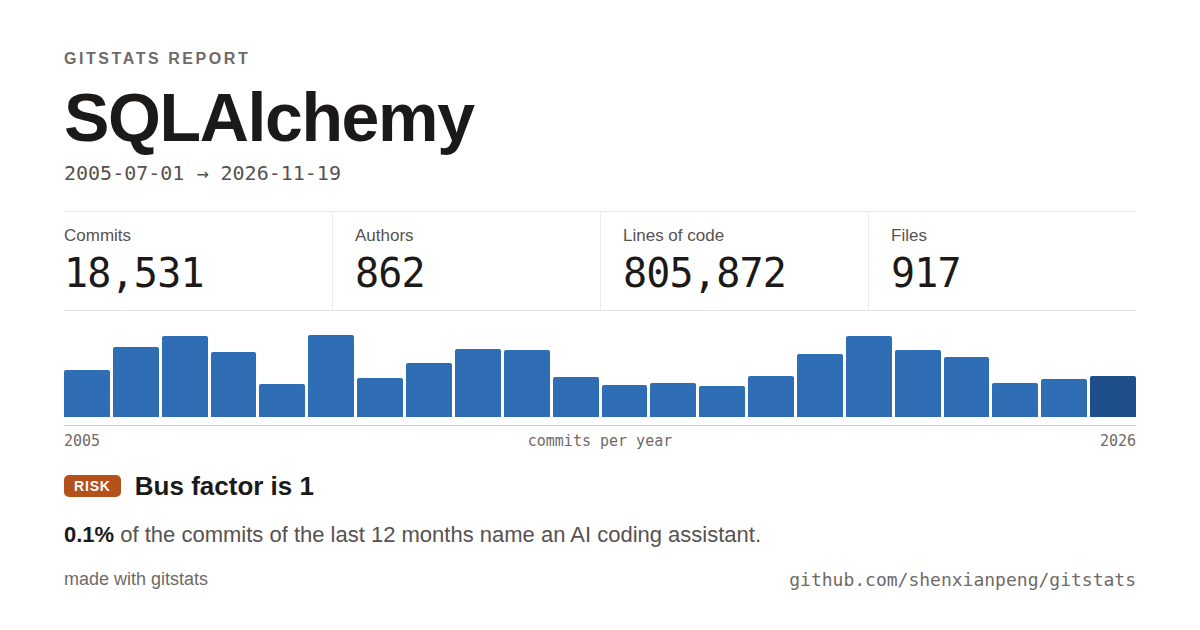 GITSTATS REPORT
SQLAlchemy
2005-07-01 → 2026-11-19
Commits
18,531
Authors
862
Lines of code
805,872
Files
917
2005
commits per year
2026
RISK Bus factor is 1
0.1% of the commits of the last 12 months name an AI coding assistant.
made with gitstats
github.com/shenxianpeng/gitstats